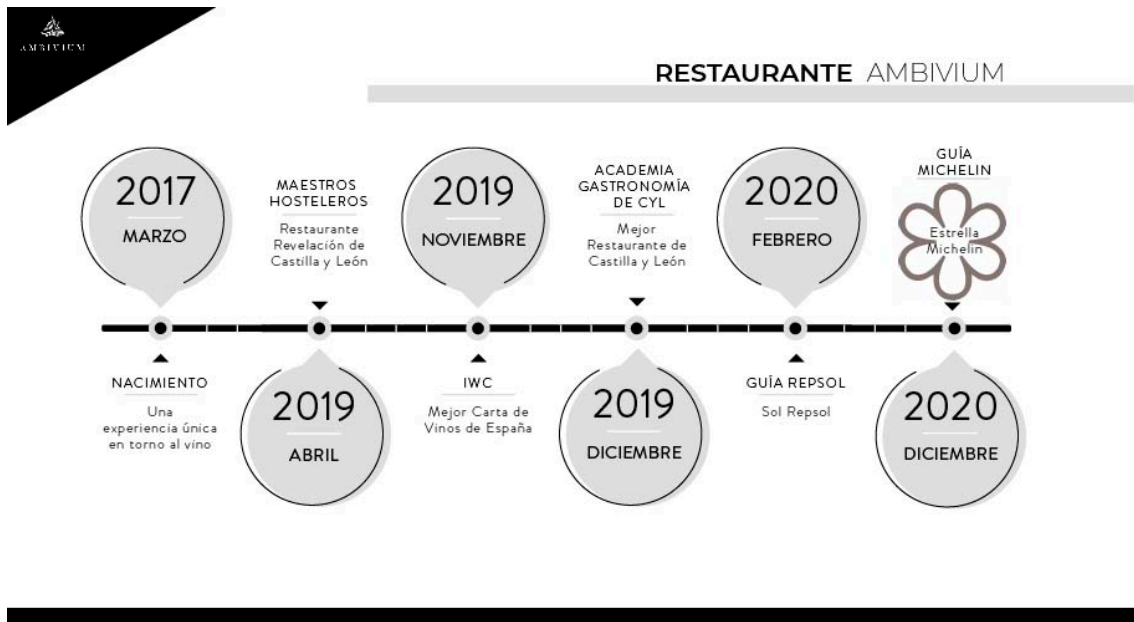 AMBIVIUM
RESTAURANTE AMBIVIUM
2017
MARZO
NACIMIENTO
Una
experiencia única
en torno al vino
MAESTROS
HOSTELEROS
Restaurante
Revelación de
Castilla y León
2019
ABRIL
2019
NOVIEMBRE
IWC
Mejor Carta de
Vinos de España
ACADEMIA
GASTRONOMÍA
DE CYL
Mejor
Restaurante de
Castilla y León
2019
DICIEMBRE
2020
FEBRERO
GUÍA REPSOL
Sol Repsol
GUÍA
MICHELIN
Estrella
Michelin
2020
DICIEMBRE